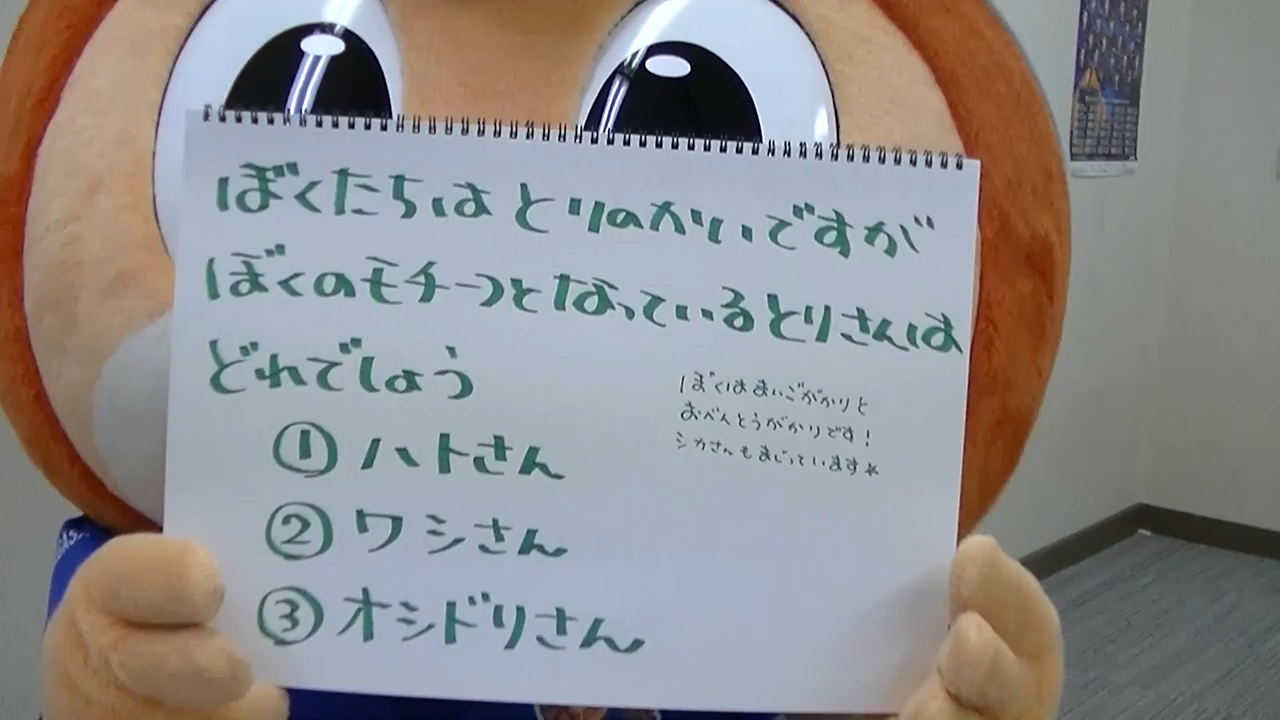 ぼくたちは とりのかいですが
ぼくのモチーフとなっているとりさんは
どれでしょう
① ハトさん
② ワシさん
③ オシドリさん
ぼくはまいごがかりと
おべんとうがかりです!
シカさんもまじっています☆